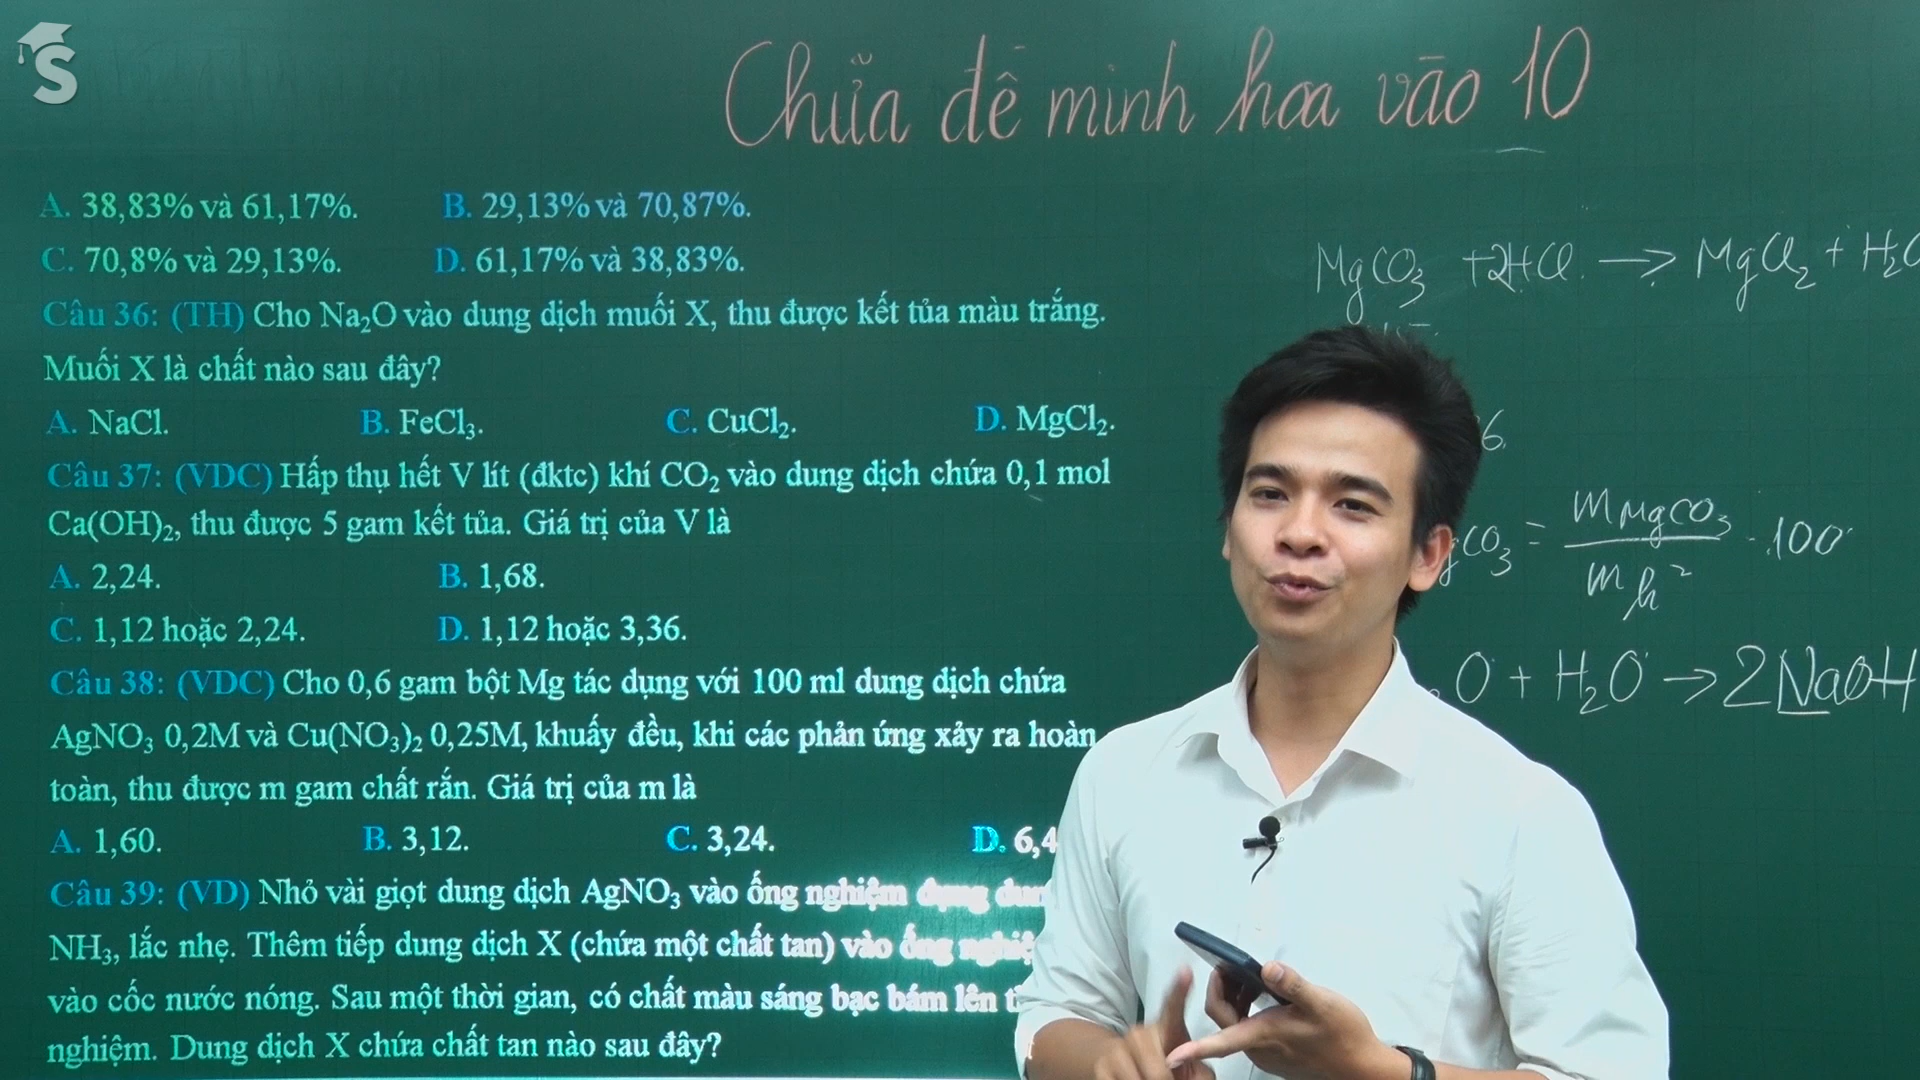 S
Chữa đề minh họa vào 10
A. 38,83% và 61,17%. B. 29,13% và 70,87%.
C. 70,8% và 29,13%. D. 61,17% và 38,83%.
Câu 36: (TH) Cho Na₂O vào dung dịch muối X, thu được kết tủa màu trắng.
Muối X là chất nào sau đây?
A. NaCl. B. FeCl₃. C. CuCl₂. D. MgCl₂.
Câu 37: (VDC) Hấp thụ hết V lít (đktc) khí CO₂ vào dung dịch chứa 0,1 mol
Ca(OH)₂, thu được 5 gam kết tủa. Giá trị của V là
A. 2,24. B. 1,68.
C. 1,12 hoặc 2,24. D. 1,12 hoặc 3,36.
Câu 38: (VDC) Cho 0,6 gam bột Mg tác dụng với 100 ml dung dịch chứa
AgNO₃ 0,2M và Cu(NO₃)₂ 0,25M, khuấy đều, khi các phản ứng xảy ra hoàn
toàn, thu được m gam chất rắn. Giá trị của m là
A. 1,60. B. 3,12. C. 3,24. D. 6,4
Câu 39: (VD) Nhỏ vài giọt dung dịch AgNO₃ vào ống nghiệm đựng
NH₃, lắc nhẹ. Thêm tiếp dung dịch X (chứa một chất tan) vào ống
vào cốc nước nóng. Sau một thời gian, có chất màu sáng bạc bám lên
nghiệm. Dung dịch X chứa chất tan nào sau đây?
MgCO₃ + 2HCl → MgCl₂ + H₂O
6.
gCO₃ = mMgCO₃ / mh² . 100
O + H₂O → 2NaOH